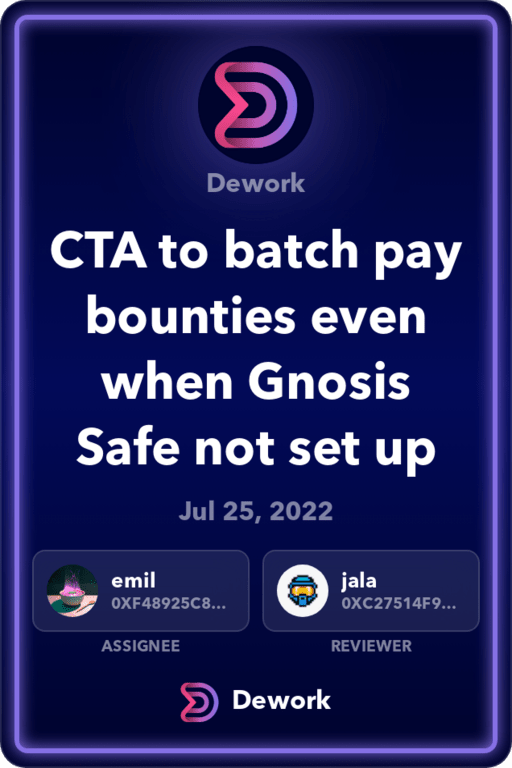 Dework
CTA to batch pay
bounties even
when Gnosis
Safe not set up
Jul 25, 2022
emil
0XF48925C8...
jala
0XC27514F9...
ASSIGNEE
REVIEWER
Dework